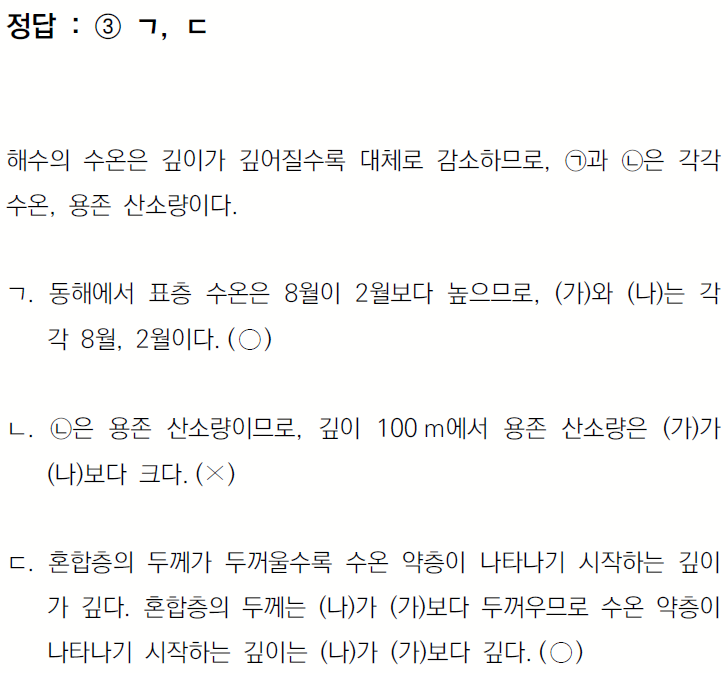 정답 : ③ ㄱ, ㄷ
해수의 수온은 깊이가 깊어질수록 대체로 감소하므로, ㉠과 ㉡은 각각
수온, 용존 산소량이다.
ㄱ. 동해에서 표층 수온은 8월이 2월보다 높으므로, (가)와 (나)는 각
각 8월, 2월이다. (○)
ㄴ. ㉡은 용존 산소량이므로, 깊이 100 m에서 용존 산소량은 (가)가
(나)보다 크다. (×)
ㄷ. 혼합층의 두께가 두꺼울수록 수온 약층이 나타나기 시작하는 깊이
가 깊다. 혼합층의 두께는 (나)가 (가)보다 두꺼우므로 수온 약층이
나타나기 시작하는 깊이는 (나)가 (가)보다 깊다. (○)